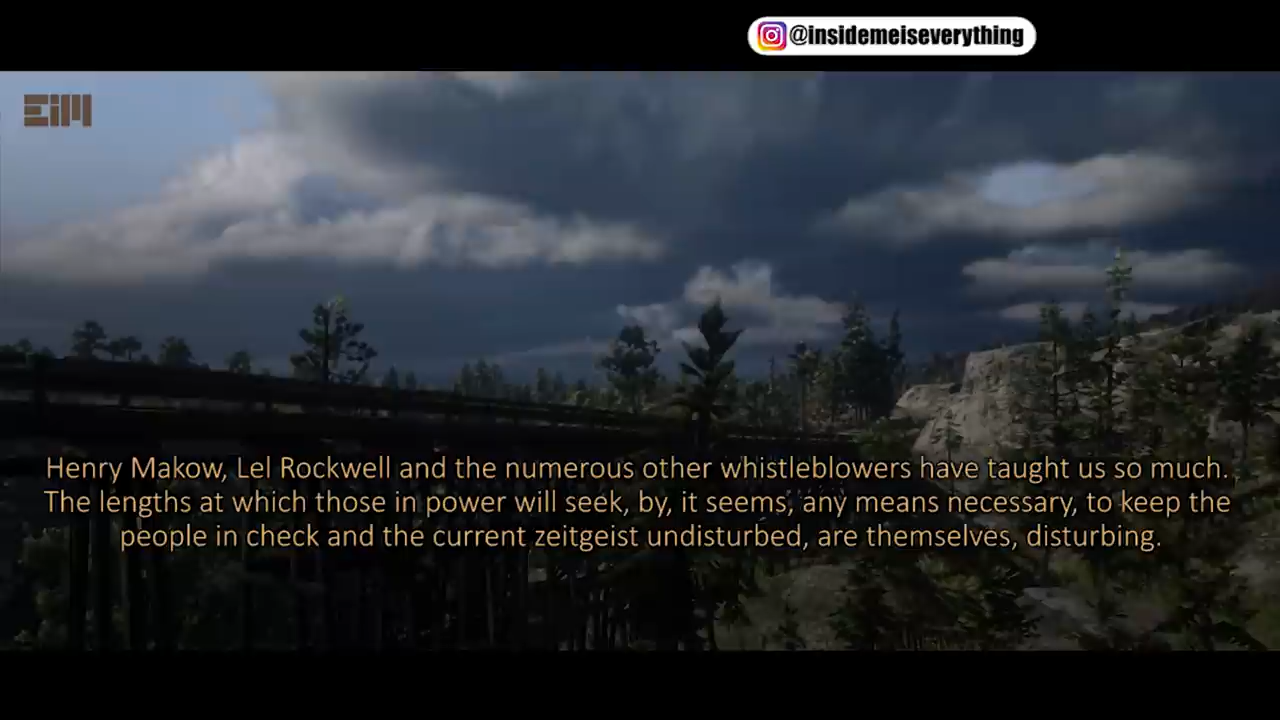 @insidemeiseverything
EiM
Henry Makow, Lel Rockwell and the numerous other whistleblowers have taught us so much.
The lengths at which those in power will seek, by, it seems, any means necessary, to keep the
people in check and the current zeitgeist undisturbed, are themselves, disturbing.